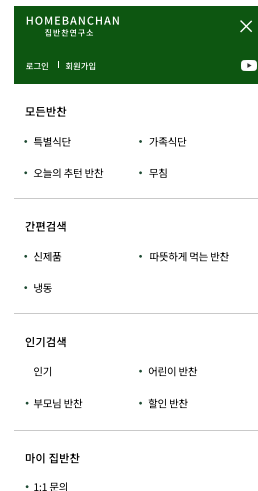 HOMEBANCHAN
집반찬연구소
로그인 | 회원가입
모든반찬
• 특별식단 • 가족식단
• 오늘의 추턴 반찬 • 무침
간편검색
• 신제품 • 따뜻하게 먹는 반찬
• 냉동
인기검색
인기 • 어린이 반찬
• 부모님 반찬 • 할인 반찬
마이 집반찬
• 1:1 문의